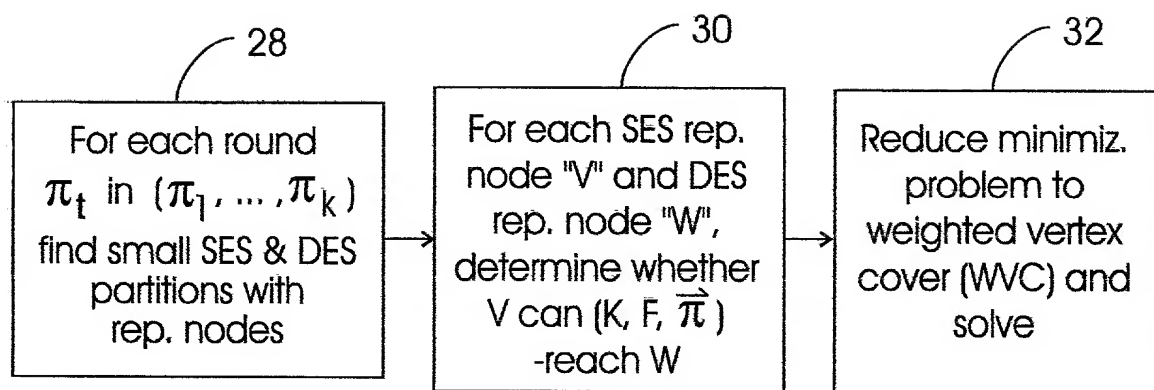 28
For each round
π_t in (π_1, ... ,π_k)
find small SES & DES
partitions with
rep. nodes
30
For each SES rep.
node "V" and DES
rep. node "W",
determine whether
V can (K, F, π⃗)
-reach W
32
Reduce minimiz.
problem to
weighted vertex
cover (WVC) and
solve